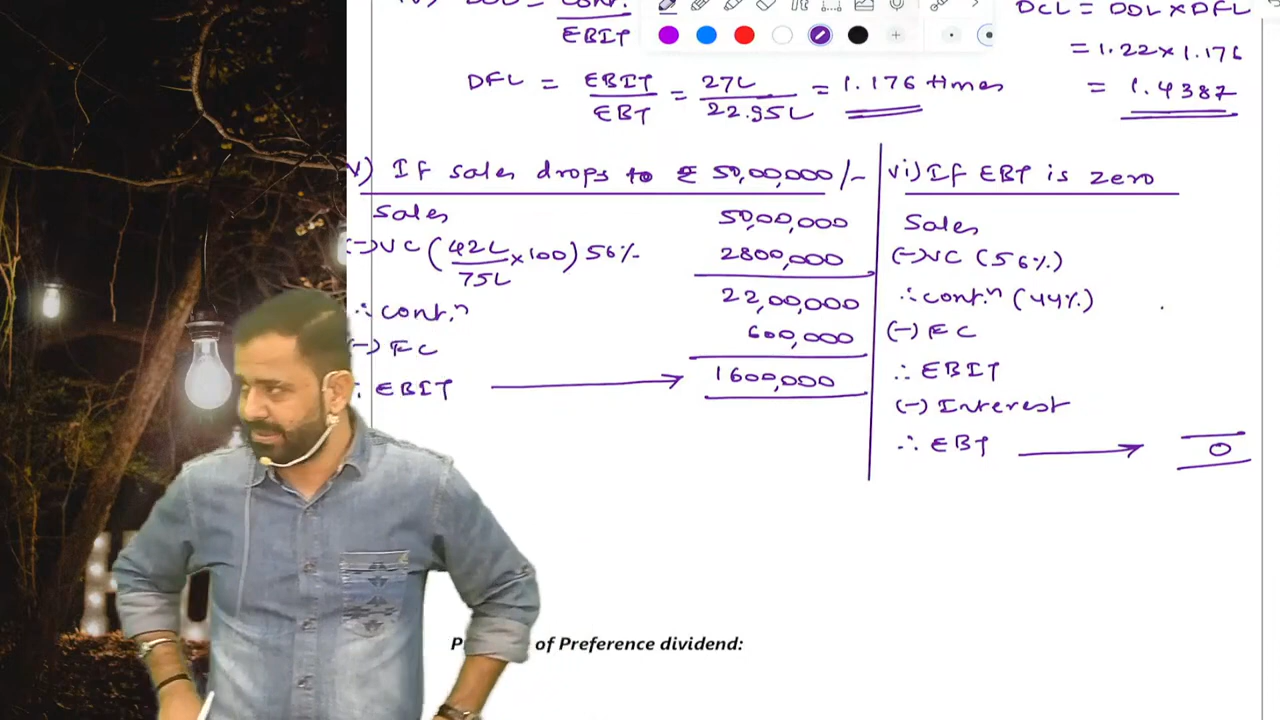 EBIT
DCL = DOL X DFL
= 1.22 x 1.176
= 1.4387
DFL = EBIT / EBT = 27L / 22.95L = 1.176 times
v) If sales drops to ₹ 50,00,000/-
Sales 50,00,000
(-) VC (42L / 75L x 100) 56% 2800,000
∴ contⁿ 22,00,000
(-) FC 600,000
∴ EBIT → 1600,000
vi) If EBT is zero
Sales
(-) VC (56%)
∴ contⁿ (44%)
(-) FC
∴ EBIT
(-) Interest
∴ EBT → 0
of Preference dividend: